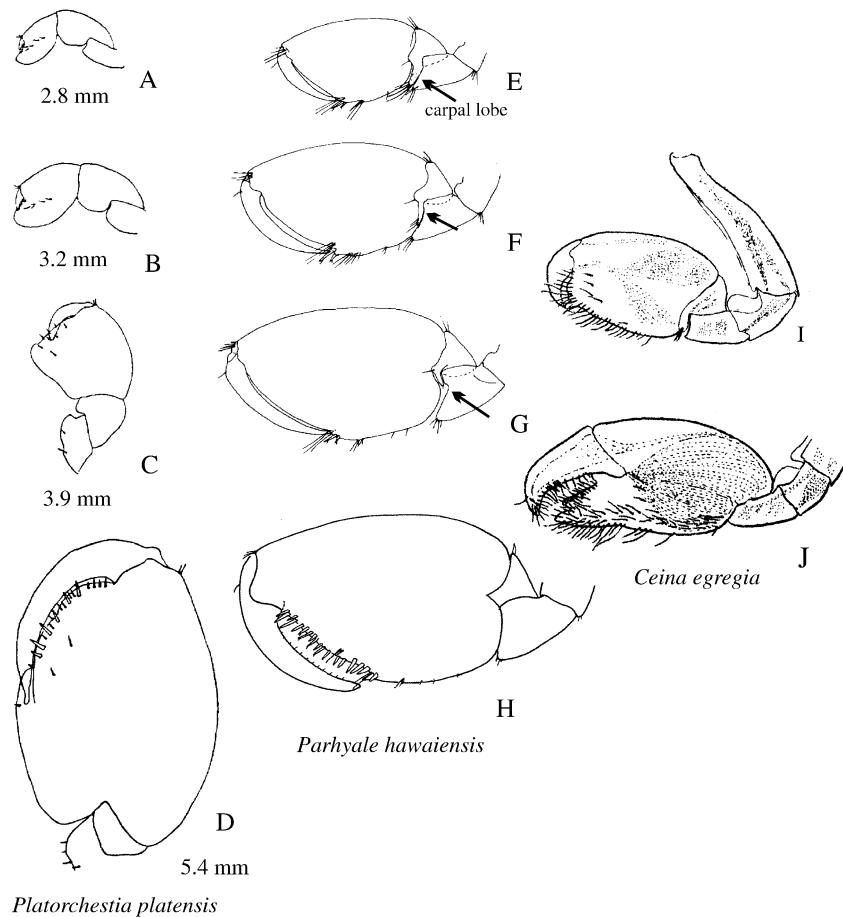 A
2.8 mm
E
carpal lobe
B
3.2 mm
F
I
C
3.9 mm
G
J
Ceina egregia
H
Parhyale hawaiensis
D
5.4 mm
Platorchestia platensis